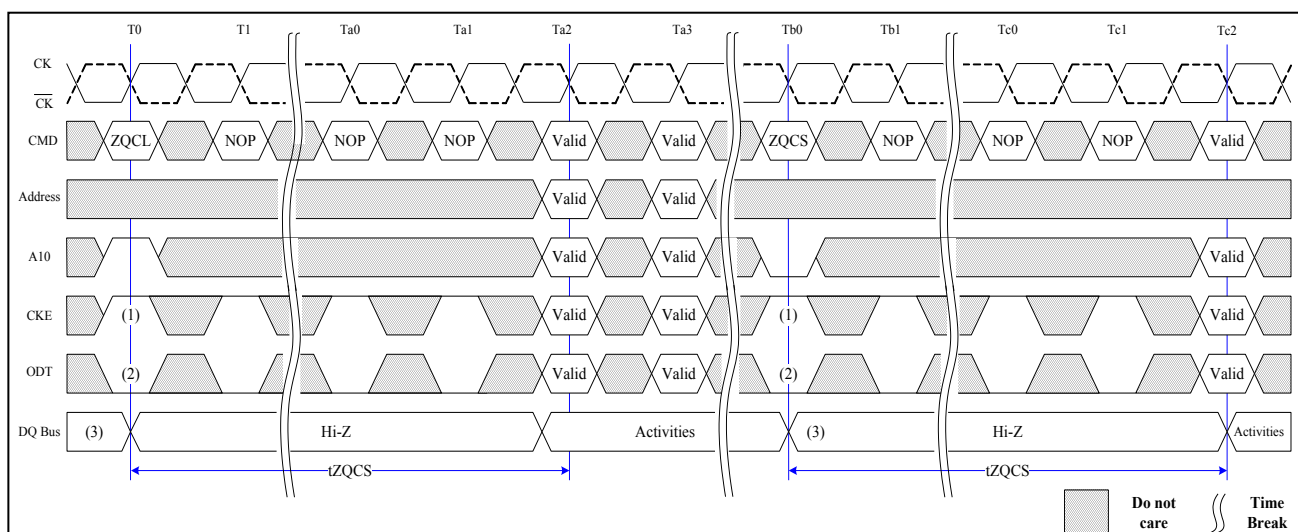 T0 T1 Ta0 Ta1 Ta2 Ta3 Tb0 Tb1 Tc0 Tc1 Tc2
CK
CK
CMD ZQCL NOP NOP NOP Valid Valid ZQCS NOP NOP NOP Valid
Address Valid Valid
A10 Valid Valid Valid
CKE (1) Valid Valid (1) Valid
ODT (2) Valid Valid (2) Valid
DQ Bus (3) Hi-Z Activities (3) Hi-Z Activities
tZQCS tZQCS
Do not care
Time Break